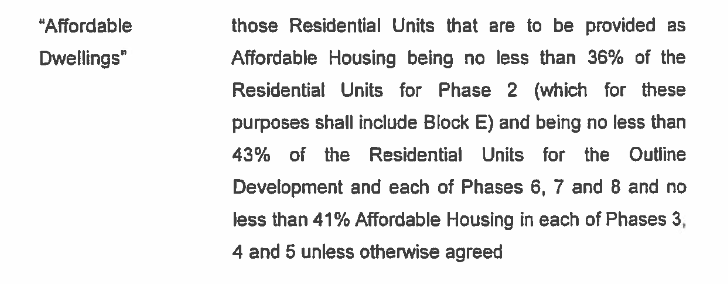 "Affordable those Residential Units that are to be provided as
Dwellings" Affordable Housing being no less than 36% of the
Residential Units for Phase 2 (which for these
purposes shall include Block E) and being no less than
43% of the Residential Units for the Outline
Development and each of Phases 6, 7 and 8 and no
less than 41% Affordable Housing in each of Phases 3,
4 and 5 unless otherwise agreed